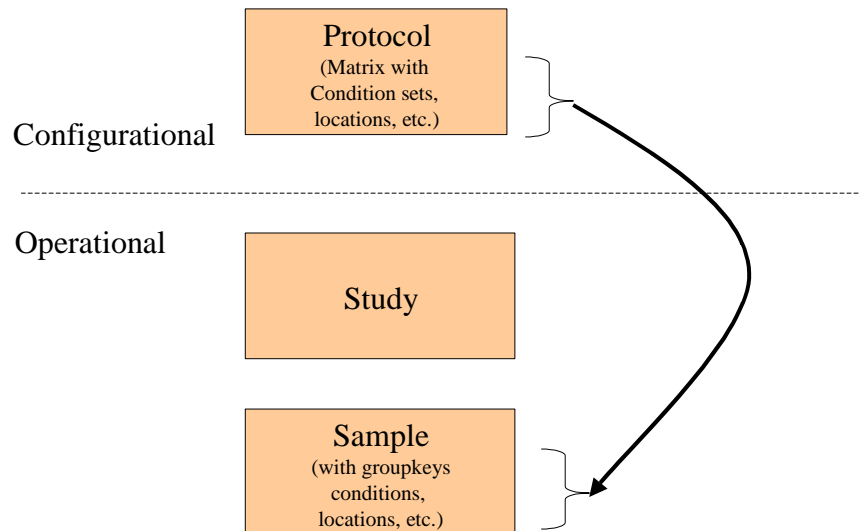 Protocol
(Matrix with
Condition sets,
locations, etc.)
Configurational
Operational
Study
Sample
(with groupkeys
conditions,
locations, etc.)